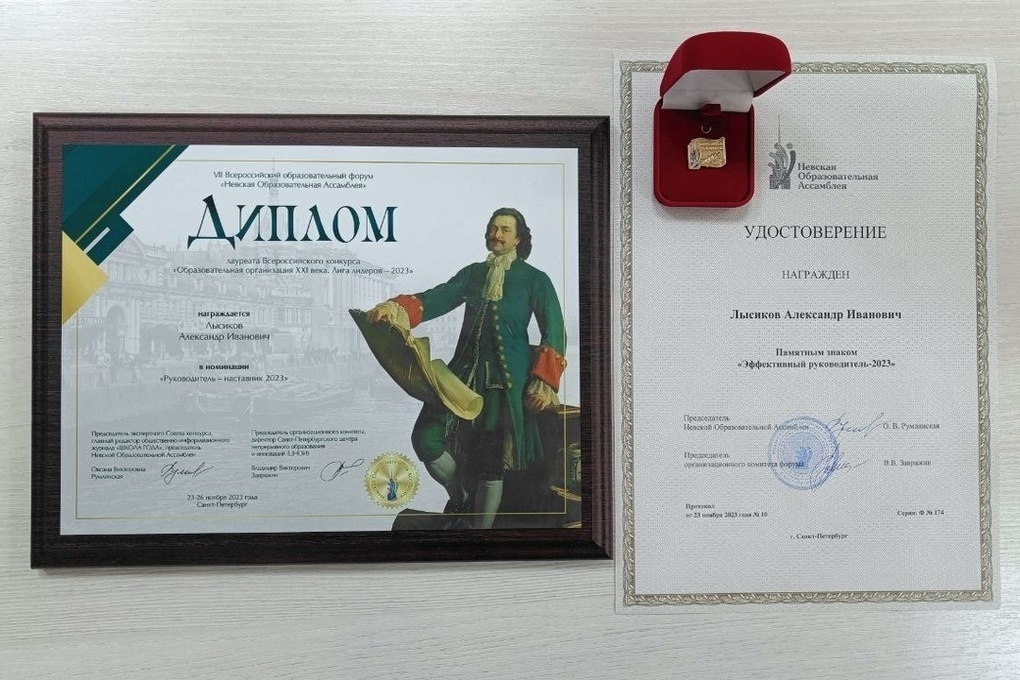 VII Всероссийский образовательный форум
«Невская Образовательная Ассамблея»
Диплом
лауреата Всероссийского конкурса
«Образовательная организация XXI века. Лига лидеров – 2023»
награждается
Лысиков
Александр Иванович
в номинации
«Руководитель – наставник 2023»
Председатель экспертного Совета конкурса,
главный редактор общественно-информационного
журнала «ШКОЛА ГОДА», председатель
Невской Образовательной Ассамблеи
Оксана Викторовна
Румлянская
Председатель организационного комитета,
директор Санкт-Петербургского центра
непрерывного образования
и инноваций (ЦНОИ)
Владимир Викторович
Завражин
23-26 ноября 2023 года
Санкт-Петербург
Невская
Образовательная
Ассамблея
УДОСТОВЕРЕНИЕ
НАГРАЖДЕН
Лысиков Александр Иванович
Памятным знаком
«Эффективный руководитель-2023»
Председатель
Невской Образовательной Ассамблеи
О. В. Румлянская
Председатель
организационного комитета форума
В.В. Завражин
Протокол
от 23 ноября 2023 года № 10
Серия: Ф № 174
г. Санкт-Петербург